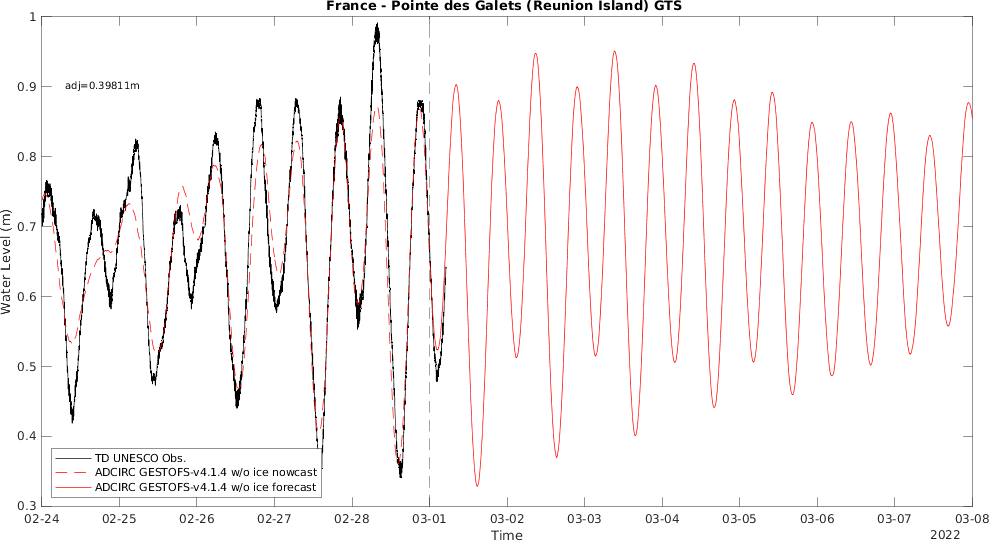 France - Pointe des Galets (Reunion Island) GTS
1
0.9
0.8
0.7
0.6
0.5
0.4
0.3
Water Level (m)
adj=0.39811m
TD UNESCO Obs.
ADCIRC GESTOFS-v4.1.4 w/o ice nowcast
ADCIRC GESTOFS-v4.1.4 w/o ice forecast
02-24 02-25 02-26 02-27 02-28 03-01 03-02 03-03 03-04 03-05 03-06 03-07 03-08
Time
2022